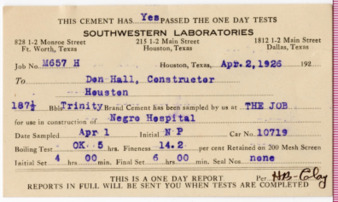 THIS CEMENT HAS Yes PASSED THE ONE DAY TESTS
SOUTHWESTERN LABORATORIES
828 1-2 Monroe Street 215 1-2 Main Street 1812 1-2 Main Street
Ft. Worth, Texas Houston, Texas Dallas, Texas
Job No. M657 H Houston, Texas, Apr. 2, 1926 192
To Don Hall, Constructor
Houston
187½ Bbls Trinity Brand Cement has been sampled by us at THE JOB
for use in construction of Negro Hospital
Date Sampled Apr 1 Initial N P Car No. 10719
Boiling Test OK 5 hrs. Fineness 14.2 per cent Retained on 200 Mesh Screen
Initial Set 4 00 min. Final Set 6 00 min. Seal Nos none
THIS IS A ONE DAY REPORT Per HB-Clay
REPORTS IN FULL WILL BE SENT YOU WHEN TESTS ARE COMPLETED